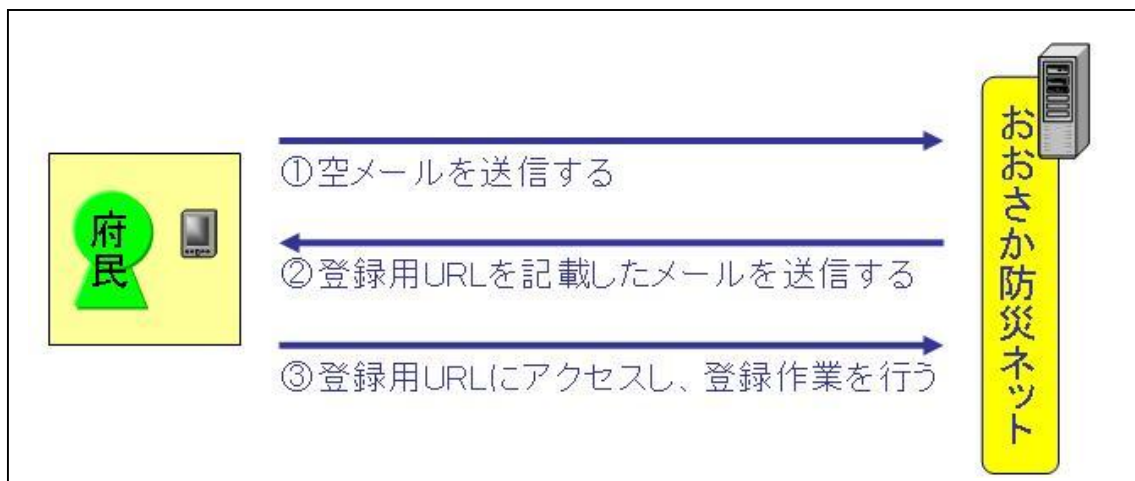 府民
①空メールを送信する
②登録用URLを記載したメールを送信する
③登録用URLにアクセスし、登録作業を行う
おおさか防災ネット